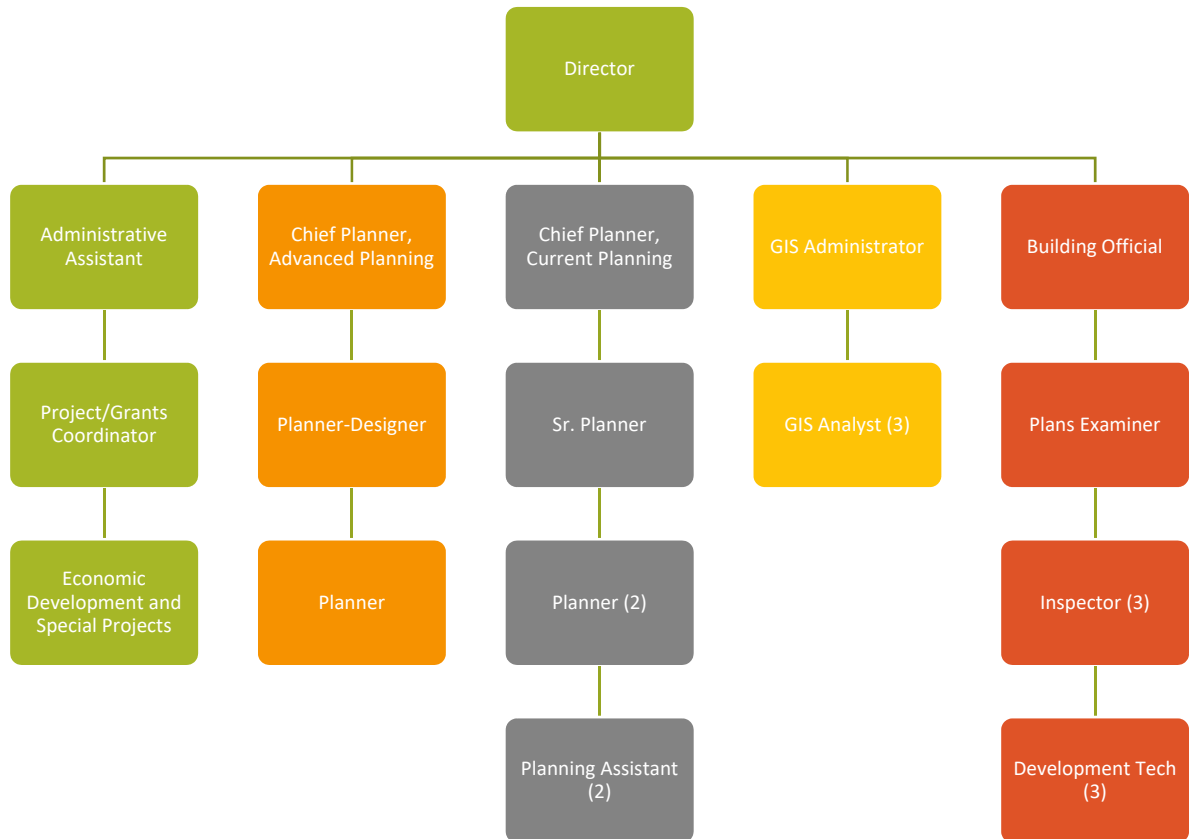 Director
Administrative
Assistant
Chief Planner,
Advanced Planning
Chief Planner,
Current Planning
GIS Administrator
Building Official
Project/Grants
Coordinator
Planner-Designer
Sr. Planner
GIS Analyst (3)
Plans Examiner
Economic
Development and
Special Projects
Planner
Planner (2)
Inspector (3)
Planning Assistant
(2)
Development Tech
(3)